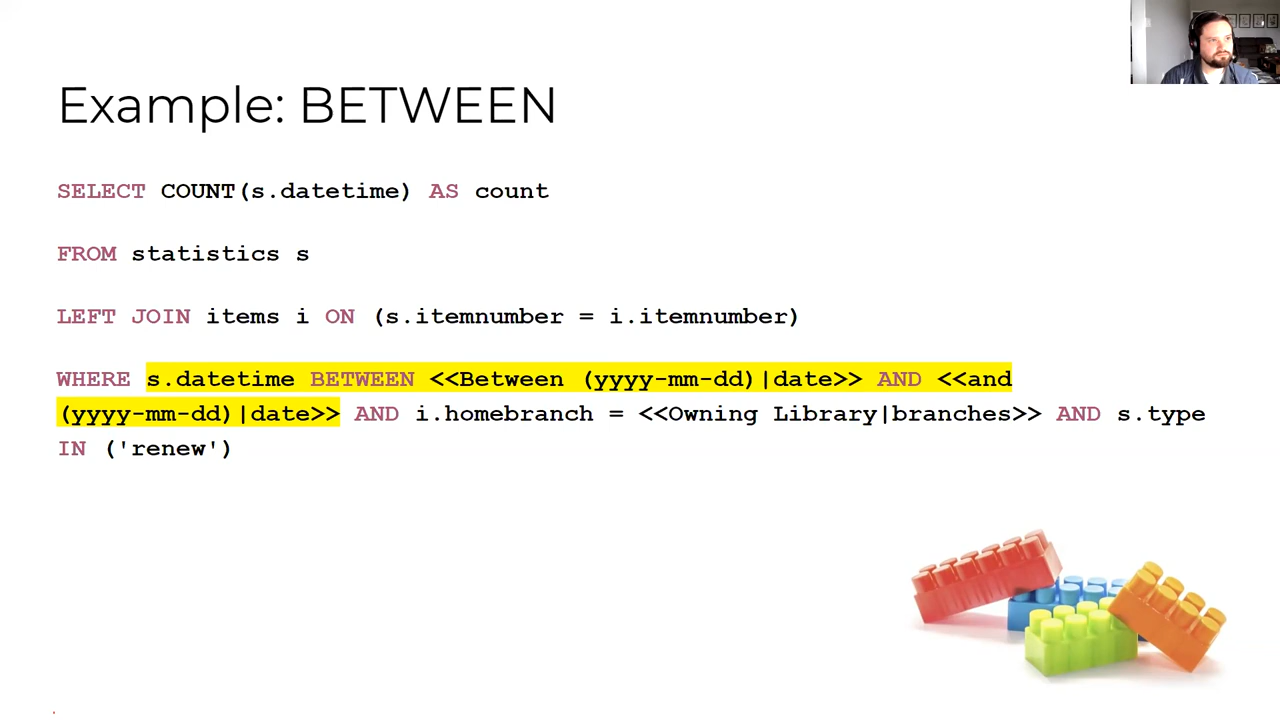 Example: BETWEEN
SELECT COUNT(s.datetime) AS count
FROM statistics s
LEFT JOIN items i ON (s.itemnumber = i.itemnumber)
WHERE s.datetime BETWEEN <<Between (yyyy-mm-dd)|date>> AND <<and
(yyyy-mm-dd)|date>> AND i.homebranch = <<Owning Library|branches>> AND s.type
IN ('renew')